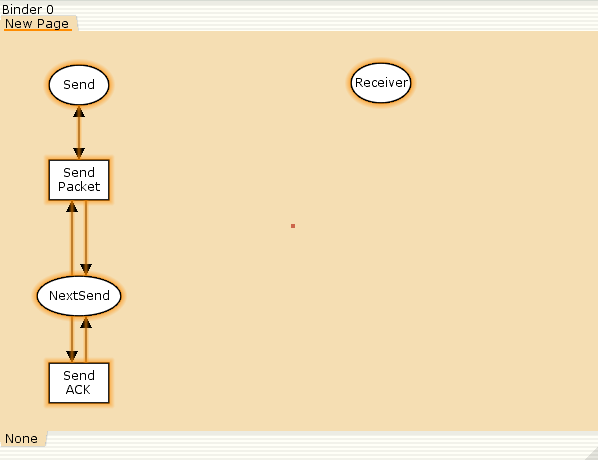 Binder 0
New Page
Send
Receiver
Send
Packet
NextSend
Send
ACK
None